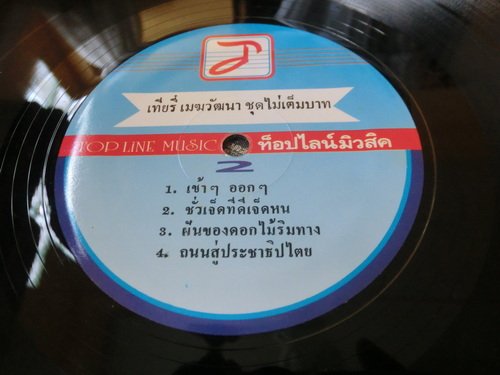 เทียรี่ เมฆวัฒนา ชุดไม่เต็มบาท
TOP LINE MUSIC ท็อปไลน์มิวสิค
2
1. เข้าๆ ออกๆ
2. ชั่วเจ็ดทีดีเจ็ดหน
3. ฝันของดอกไม้ริมทาง
4. ถนนสู่ประชาธิปไตย